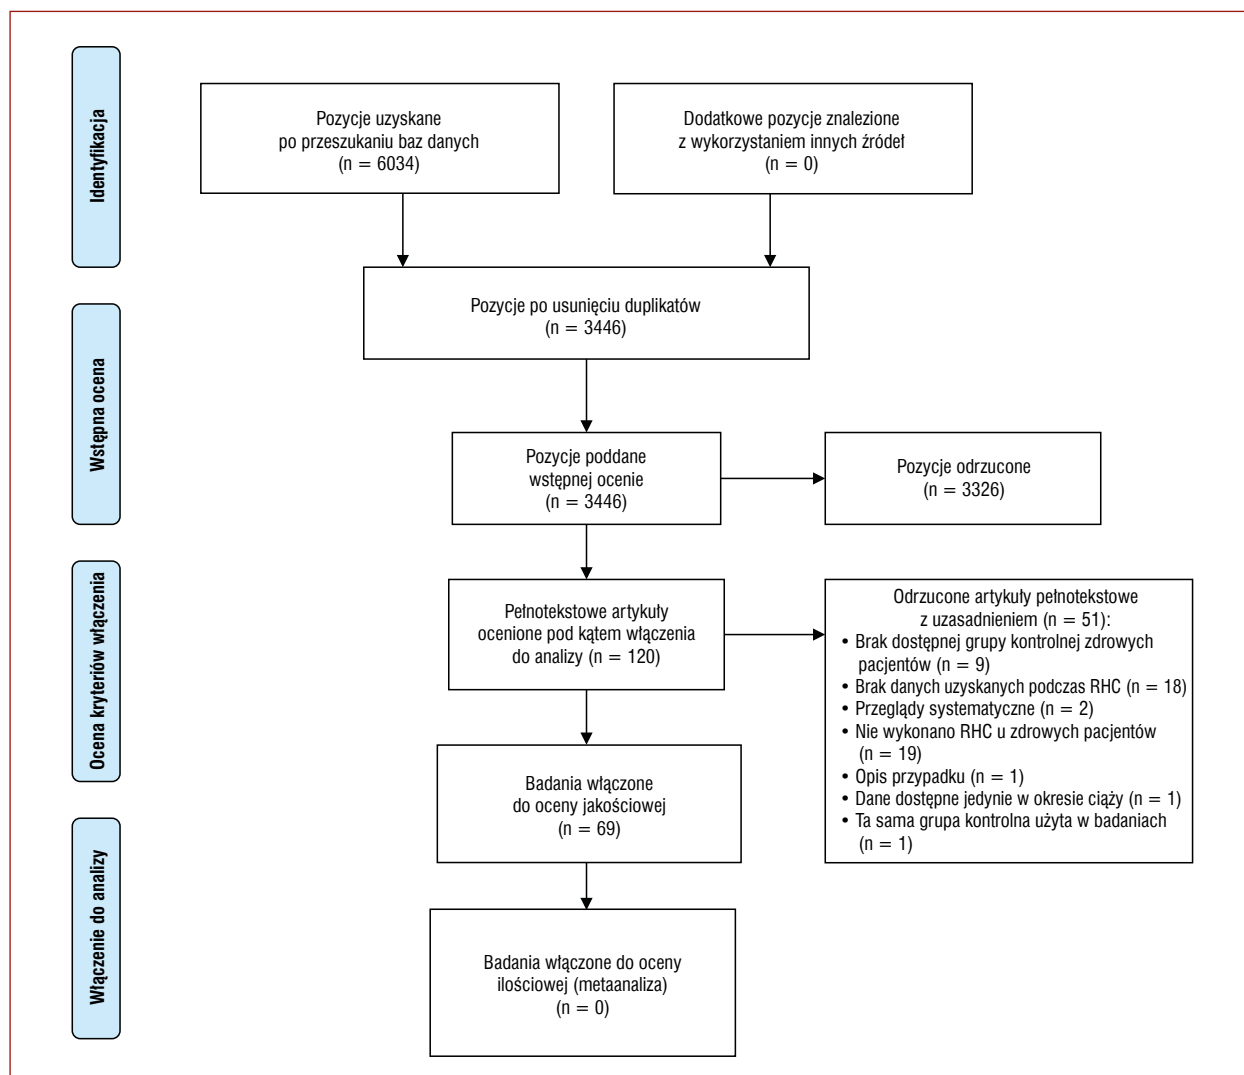 Identyfikacja
Pozycje uzyskane
po przeszukaniu baz danych
(n = 6034)
Dodatkowe pozycje znalezione
z wykorzystaniem innych źródeł
(n = 0)
Pozycje po usunięciu duplikatów
(n = 3446)
Wstępna ocena
Pozycje poddane
wstępnej ocenie
(n = 3446)
Pozycje odrzucone
(n = 3326)
Ocena kryteriów włączenia
Pełnotekstowe artykuły
ocenione pod kątem włączenia
do analizy (n = 120)
Odrzucone artykuły pełnotekstowe
z uzasadnieniem (n = 51):
• Brak dostępnej grupy kontrolnej zdrowych
pacjentów (n = 9)
• Brak danych uzyskanych podczas RHC (n = 18)
• Przeglądy systematyczne (n = 2)
• Nie wykonano RHC u zdrowych pacjentów
(n = 19)
• Opis przypadku (n = 1)
• Dane dostępne jedynie w okresie ciąży (n = 1)
• Ta sama grupa kontrolna użyta w badaniach
(n = 1)
Badania włączone
do oceny jakościowej
(n = 69)
Włączenie do analizy
Badania włączone do oceny
ilościowej (metaanaliza)
(n = 0)